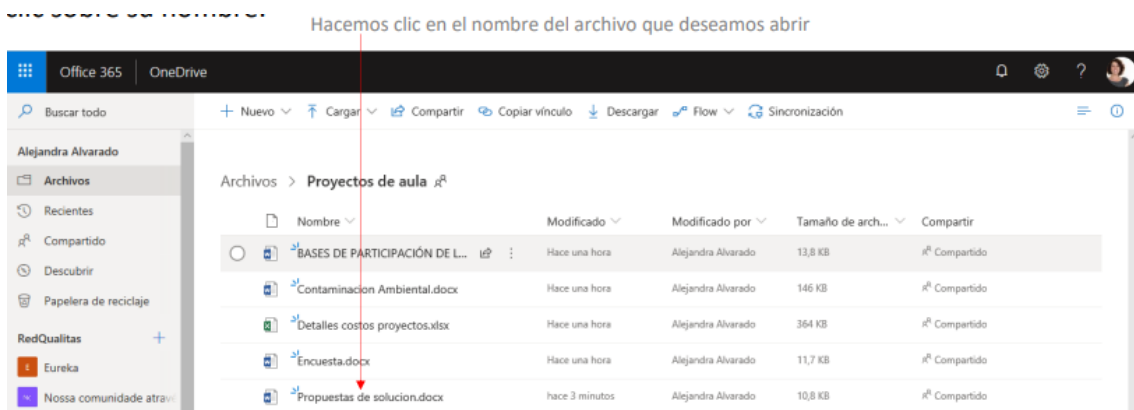 clic sobre su nombre.
Hacemos clic en el nombre del archivo que deseamos abrir
Office 365 OneDrive ?
Buscar todo + Nuevo Cargar Compartir Copiar vínculo Descargar Flow Sincronización
Alejandra Alvarado
Archivos
Archivos > Proyectos de aula
Recientes
Nombre Modificado Modificado por Tamaño de arch... Compartir
Compartido
BASES DE PARTICIPACIÓN DE L... Hace una hora Alejandra Alvarado 13,8 KB Compartido
Descubrir
Contaminacion Ambiental.docx Hace una hora Alejandra Alvarado 146 KB Compartido
Papelera de reciclaje
Detalles costos proyectos.xlsx Hace una hora Alejandra Alvarado 364 KB Compartido
RedQualitas +
Encuesta.docx Hace una hora Alejandra Alvarado 11,7 KB Compartido
Eureka
Propuestas de solucion.docx hace 3 minutos Alejandra Alvarado 10,8 KB Compartido
Nossa comunidade atrav